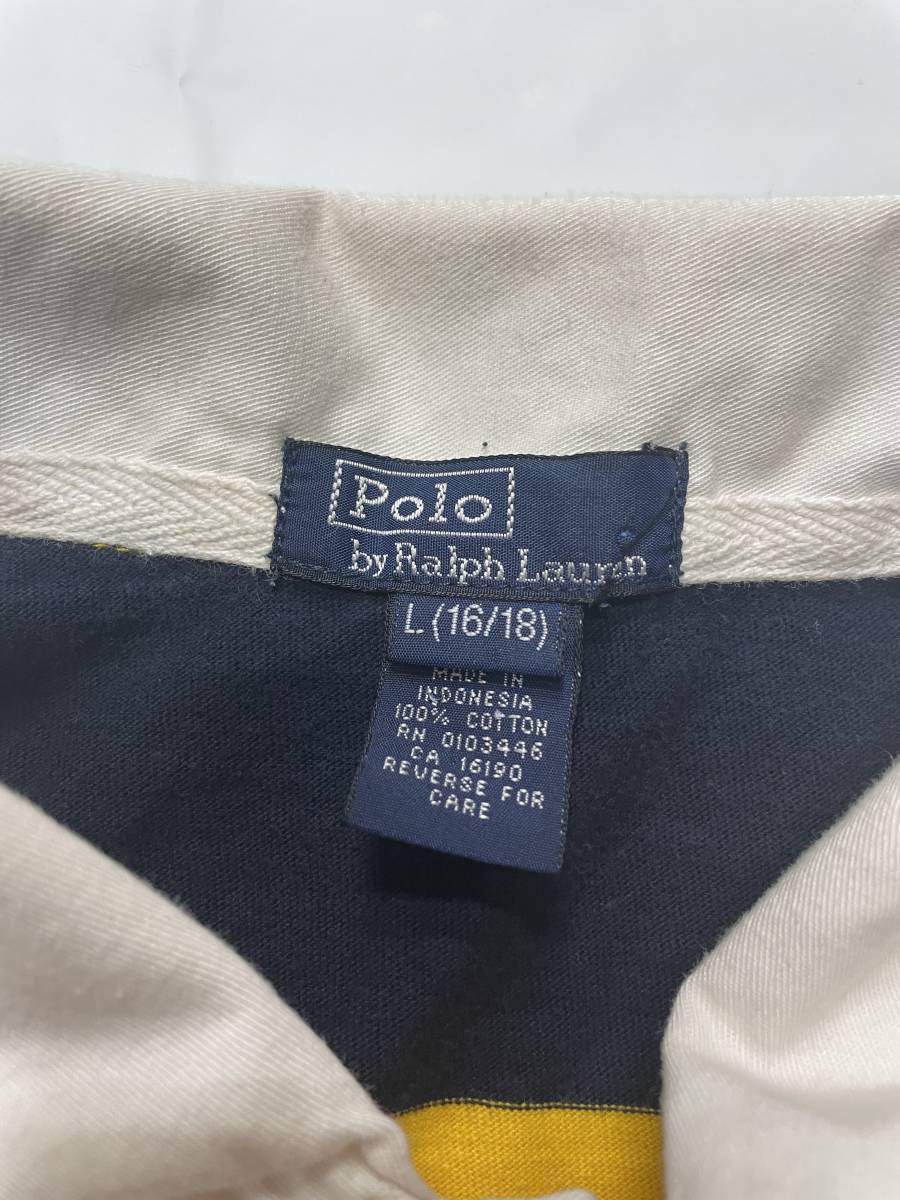 Polo
by Ralph Lauren
L (16/18)
MADE IN
INDONESIA
100% COTTON
RN 0103446
CA 16190
REVERSE FOR
CARE